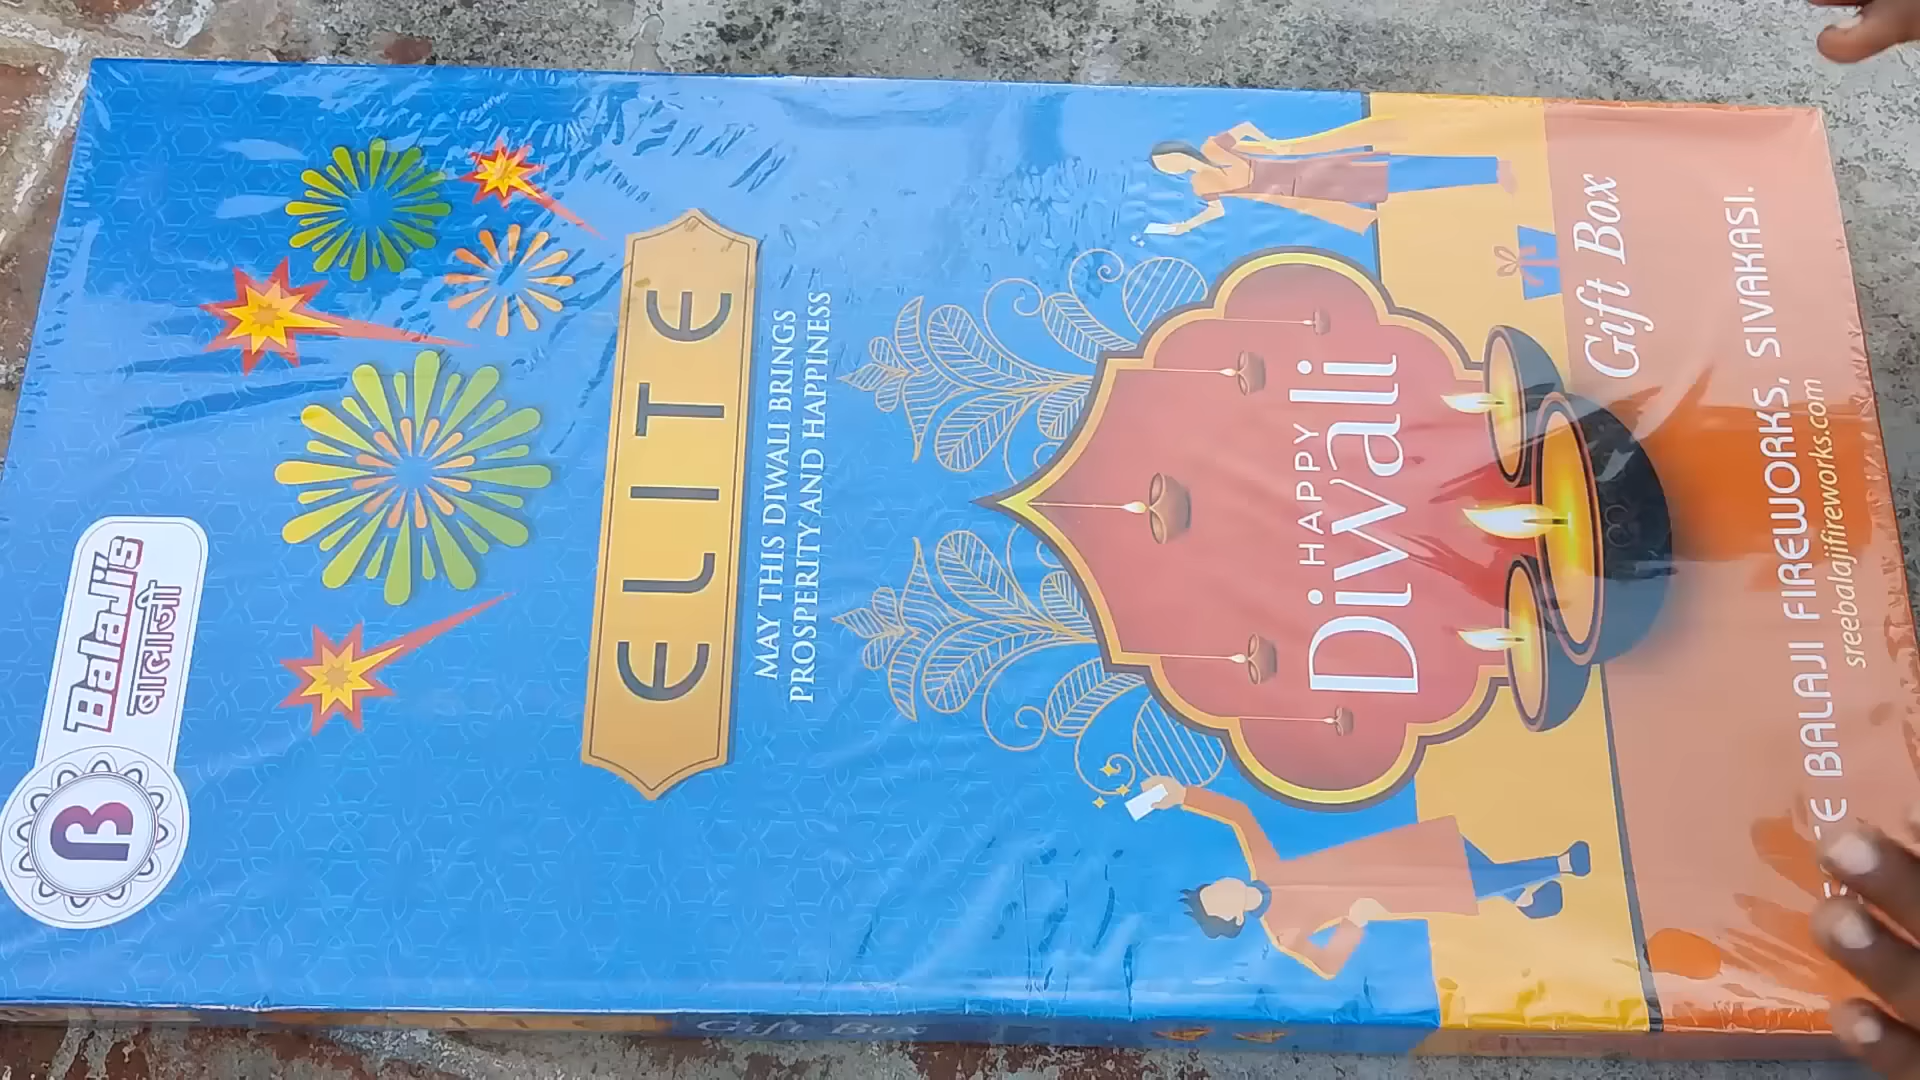 β
Balaji's
बालाजी
ELITE
MAY THIS DIWALI BRINGS
PROSPERITY AND HAPPINESS
HAPPY
Diwali
Gift Box
BALAJI FIREWORKS, SIVAKASI.
sreebalajifireworks.com
Gift Box